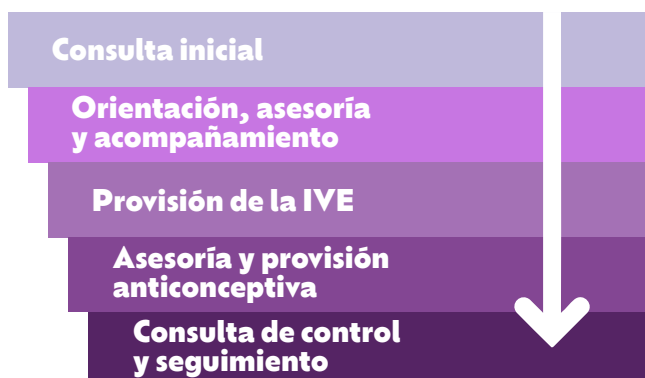 Consulta inicial
Orientación, asesoría
y acompañamiento
Provisión de la IVE
Asesoría y provisión
anticonceptiva
Consulta de control
y seguimiento